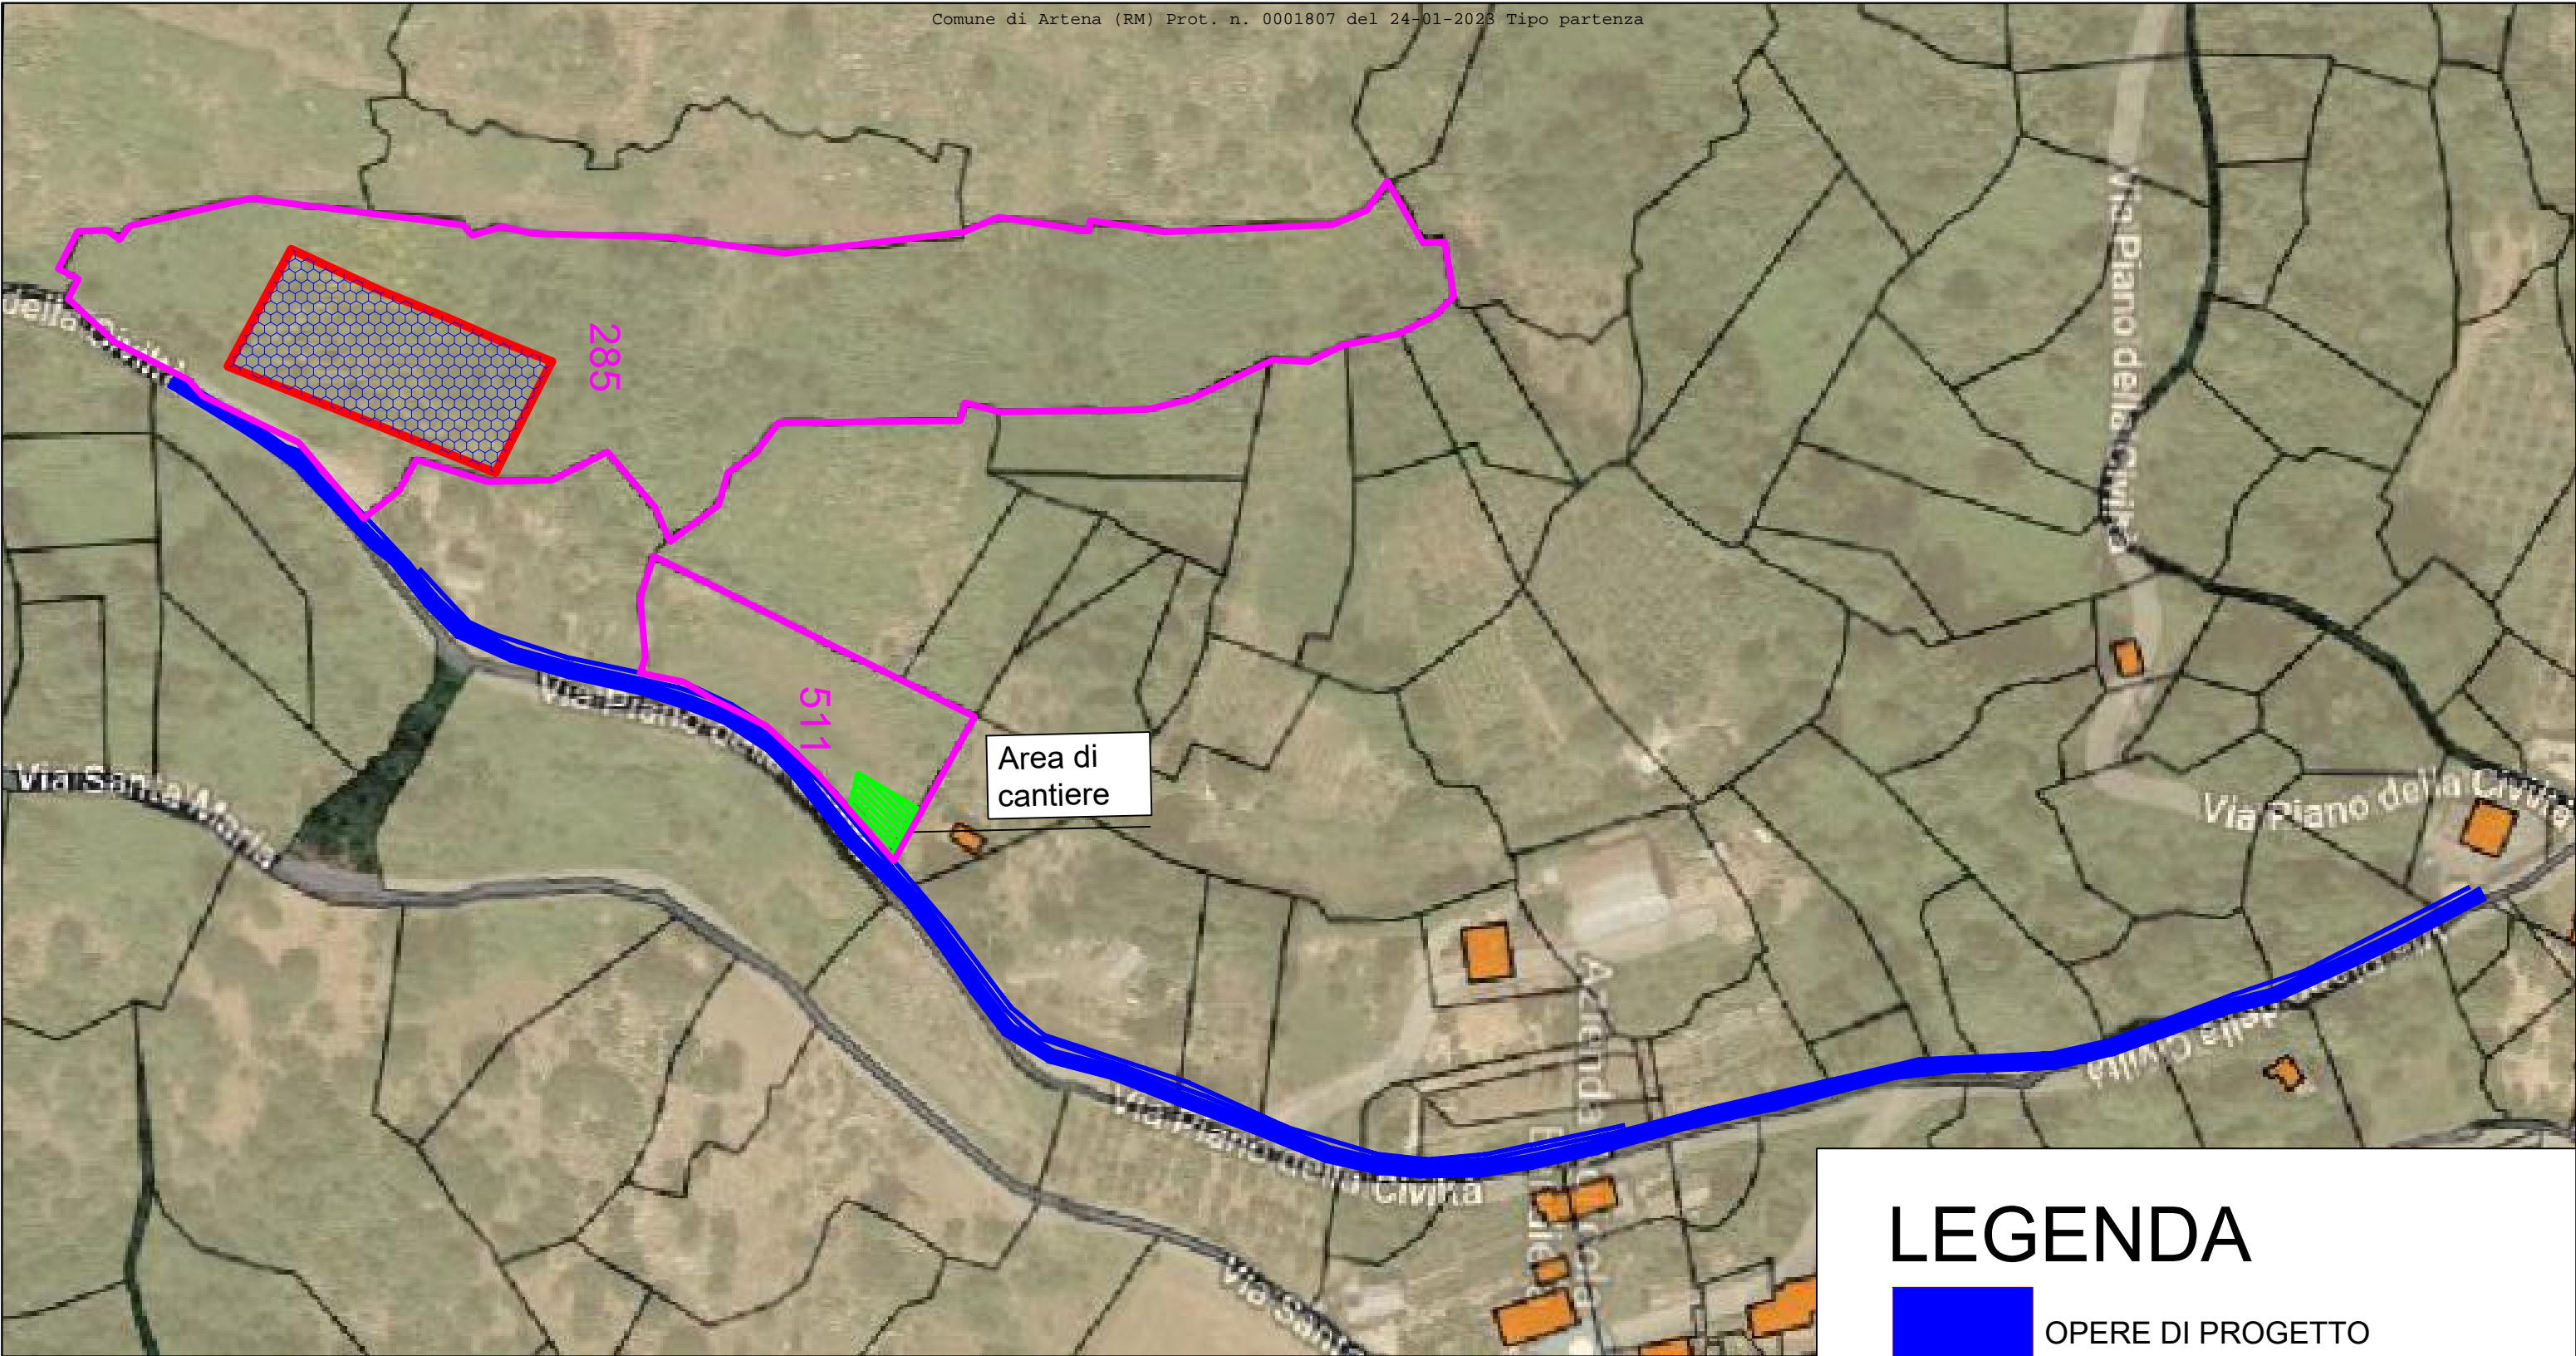 Comune di Artena (RM) Prot. n. 0001807 del 24-01-2023 Tipo partenza
Via Piano della Civita
285
511
Area di
cantiere
Via Santa Maria
Via Piano della Civita
Via Piano della Civita
Azienda
della Civita
LEGENDA
OPERE DI PROGETTO